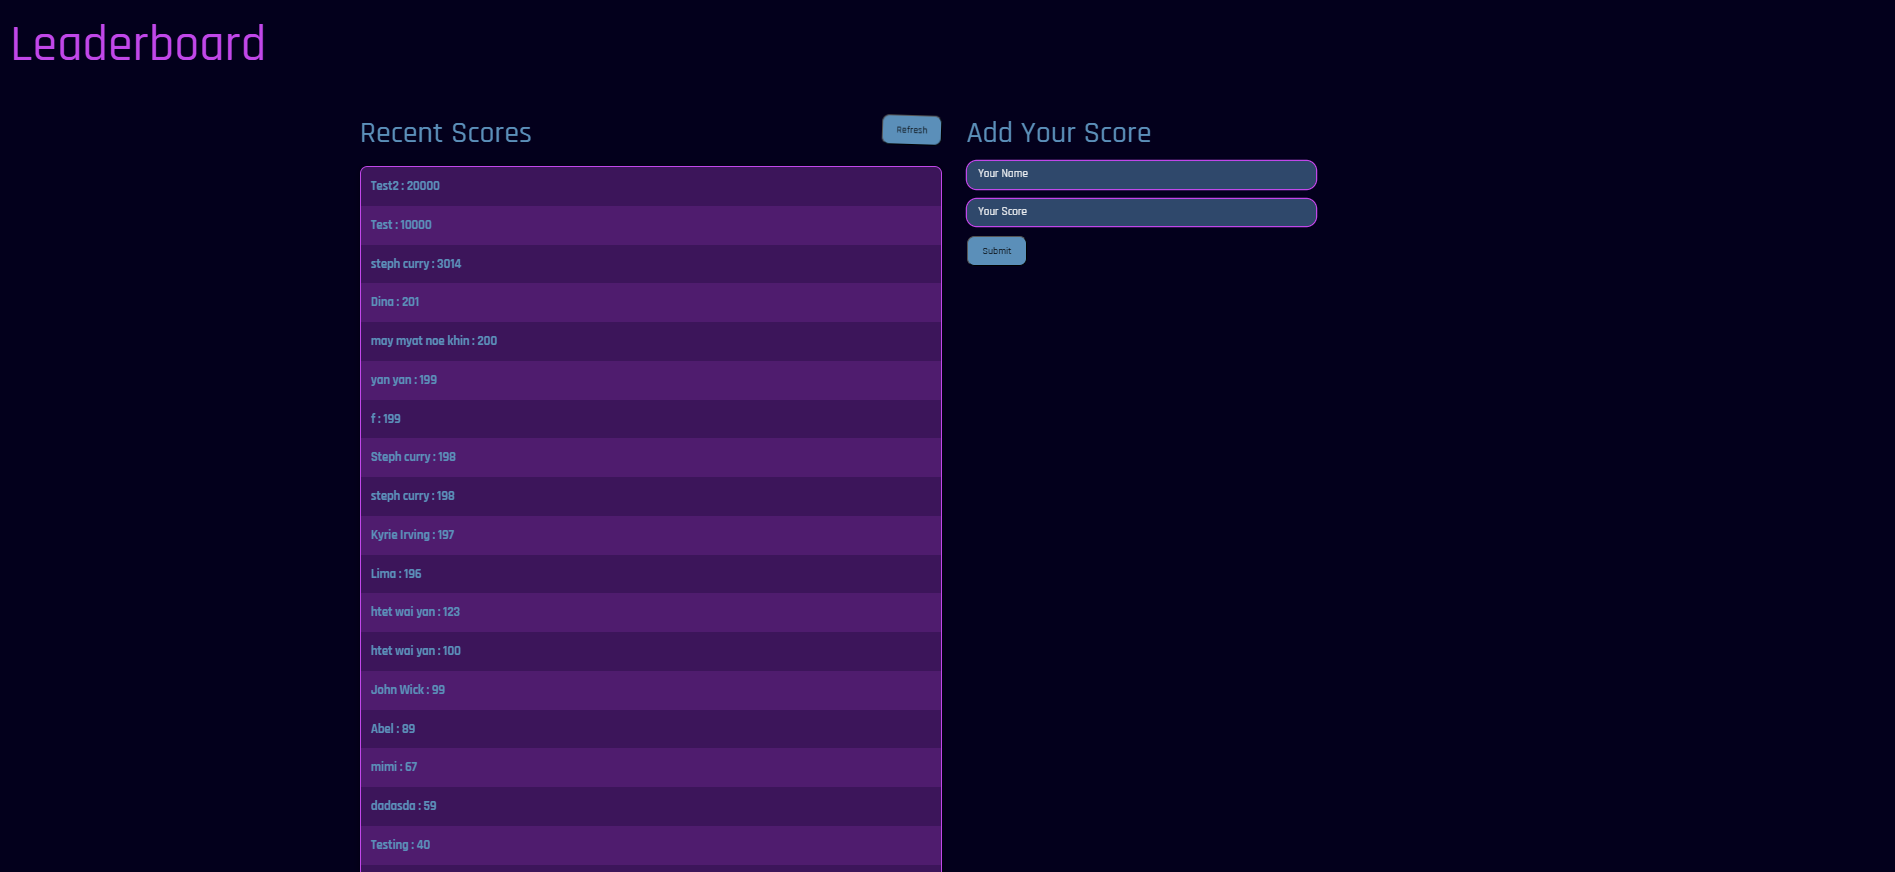 Leaderboard
Recent Scores
Refresh
Test2 : 20000
Test : 10000
steph curry : 3014
Dina : 201
may myat noe khin : 200
yan yan : 199
f : 199
Steph curry : 198
steph curry : 198
Kyrie Irving : 197
Lima : 196
htet wai yan : 123
htet wai yan : 100
John Wick : 99
Abel : 89
mimi : 67
dadasda : 59
Testing : 40
Add Your Score
Your Name
Your Score
Submit